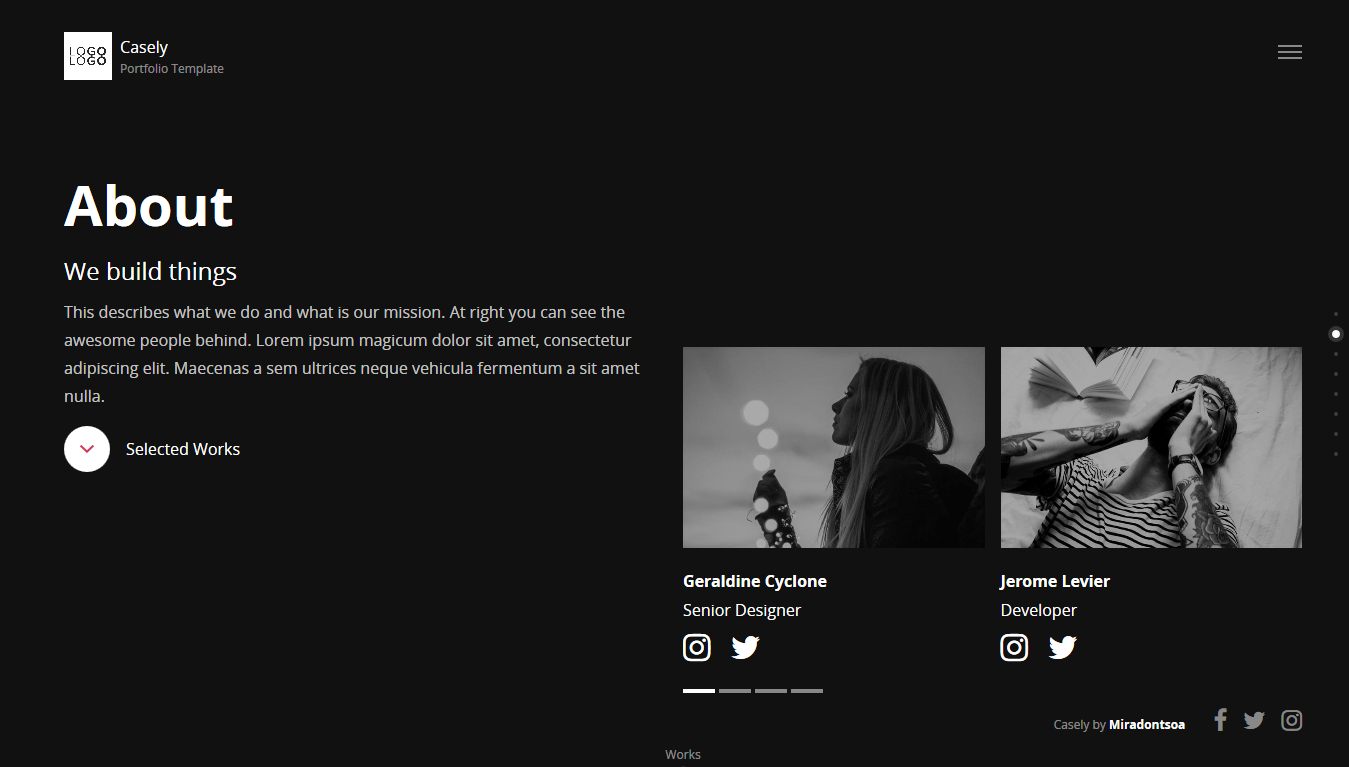 LOGO
LOGO
Casely
Portfolio Template
About
We build things
This describes what we do and what is our mission. At right you can see the
awesome people behind. Lorem ipsum magicum dolor sit amet, consectetur
adipiscing elit. Maecenas a sem ultrices neque vehicula fermentum a sit amet
nulla.
Selected Works
Geraldine Cyclone
Senior Designer
Jerome Levier
Developer
Casely by Miradontsoa
Works